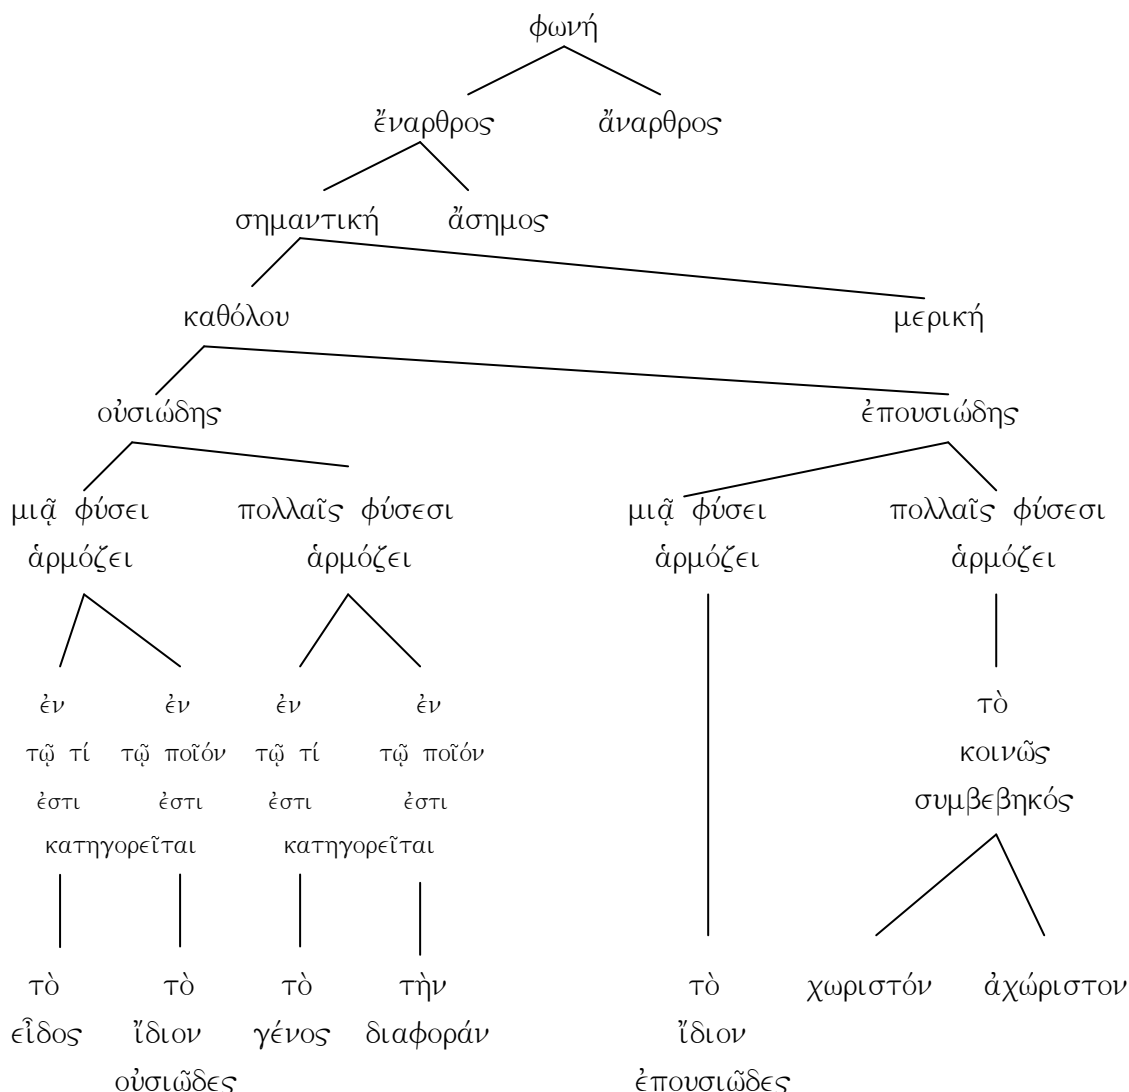 φωνή
ἔναρθρος ἄναρθρος
σημαντική ἄσημος
καθόλου μερική
οὐσιώδης ἐπουσιώδης
μιᾷ φύσει πολλαῖς φύσεσι μιᾷ φύσει πολλαῖς φύσεσι
ἁρμόζει ἁρμόζει ἁρμόζει ἁρμόζει
ἐν ἐν ἐν ἐν τὸ
τῷ τί τῷ ποῖόν τῷ τί τῷ ποῖόν κοινῶς
ἐστι ἐστι ἐστι ἐστι συμβεβηκός
κατηγορεῖται κατηγορεῖται
τὸ τὸ τὸ τὴν τὸ χωριστόν ἀχώριστον
εἶδος ἴδιον γένος διαφοράν ἴδιον
οὐσιῶδες ἐπουσιῶδες